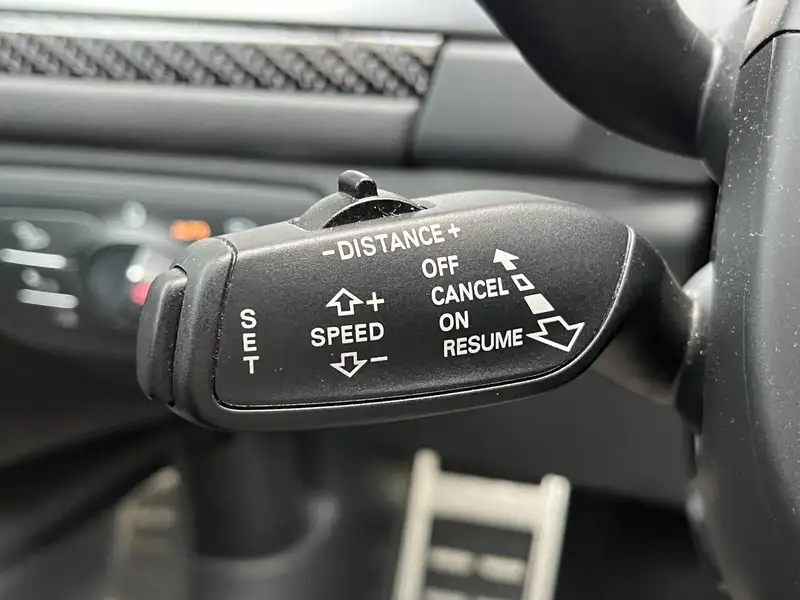 -DISTANCE+
OFF
CANCEL
ON
RESUME
+
SPEED
-
SET